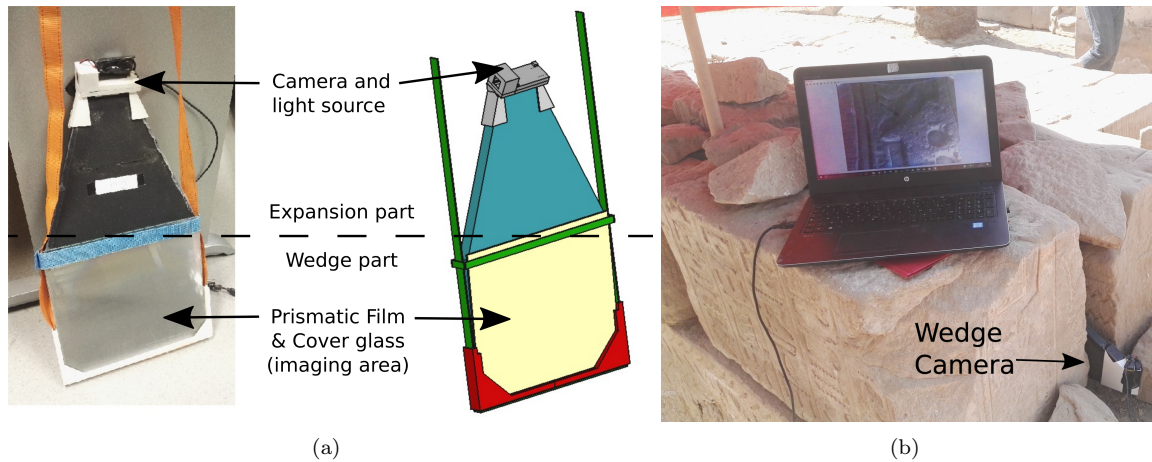 Camera and
light source
Expansion part
Wedge part
Prismatic Film
& Cover glass
(imaging area)
Wedge
Camera
(a)
(b)